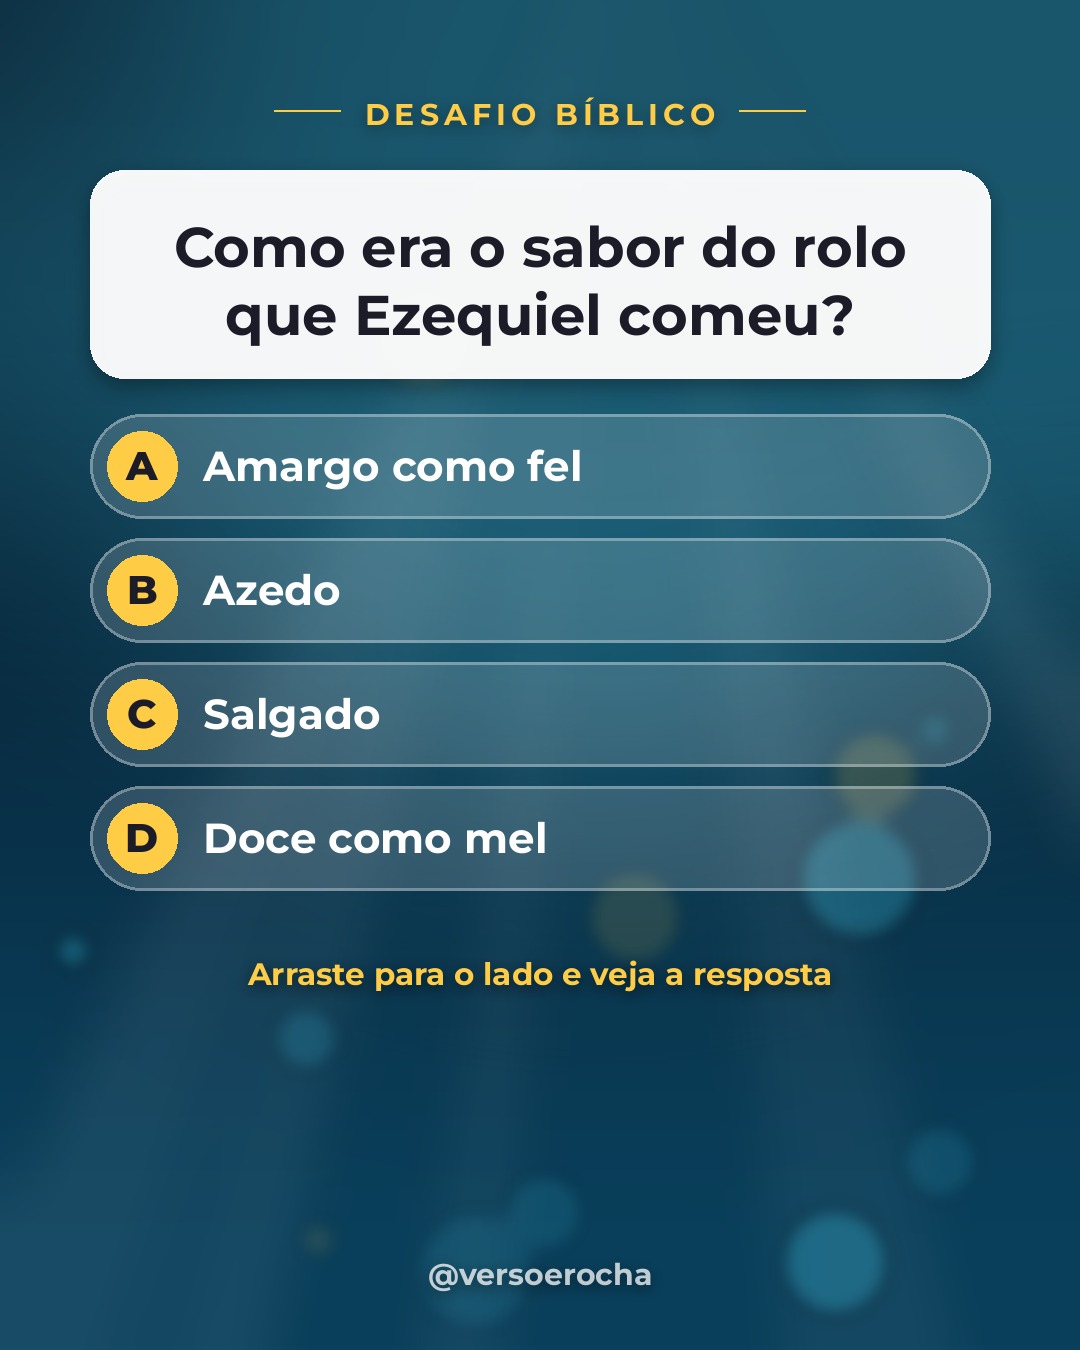 DESAFIO BÍBLICO
Como era o sabor do rolo
que Ezequiel comeu?
A Amargo como fel
B Azedo
C Salgado
D Doce como mel
Arraste para o lado e veja a resposta
@versoerocha